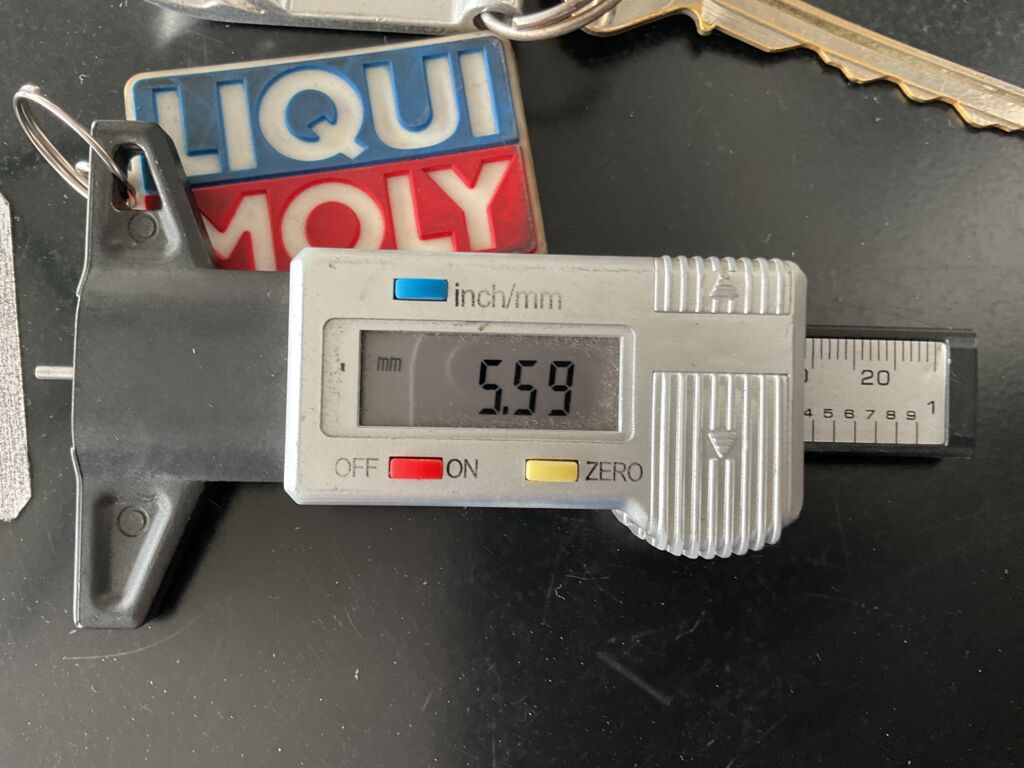 LIQUI
MOLY
inch/mm
mm
5.59
OFF ON ZERO
20
4 5 6 7 8 9 1